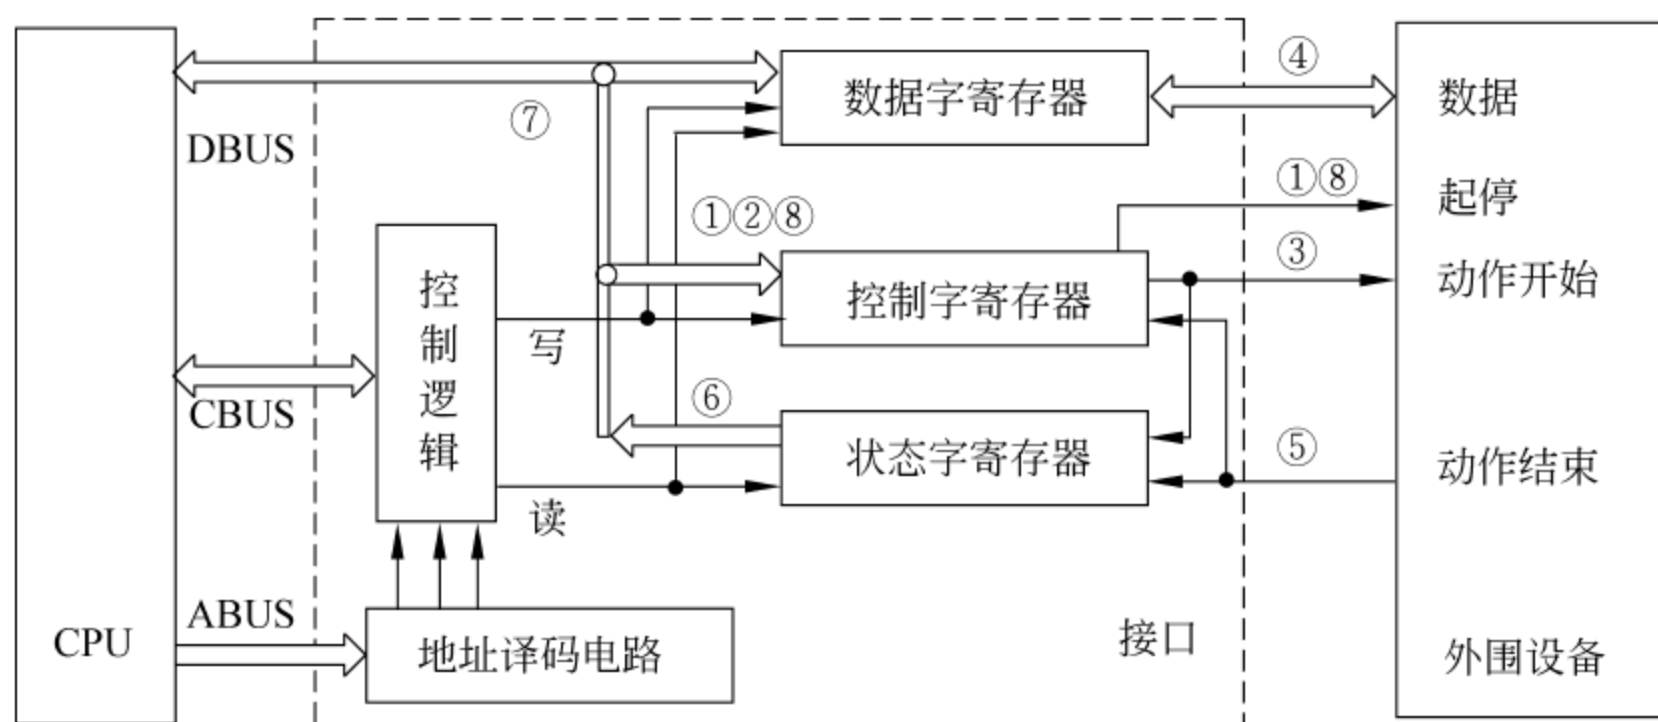 ④
数据字寄存器
数据
⑦
DBUS
①⑧
起停
①②⑧
③
动作开始
控制逻辑
控制字寄存器
写
⑥
CBUS
⑤
状态字寄存器
动作结束
读
ABUS
接口
CPU
地址译码电路
外围设备